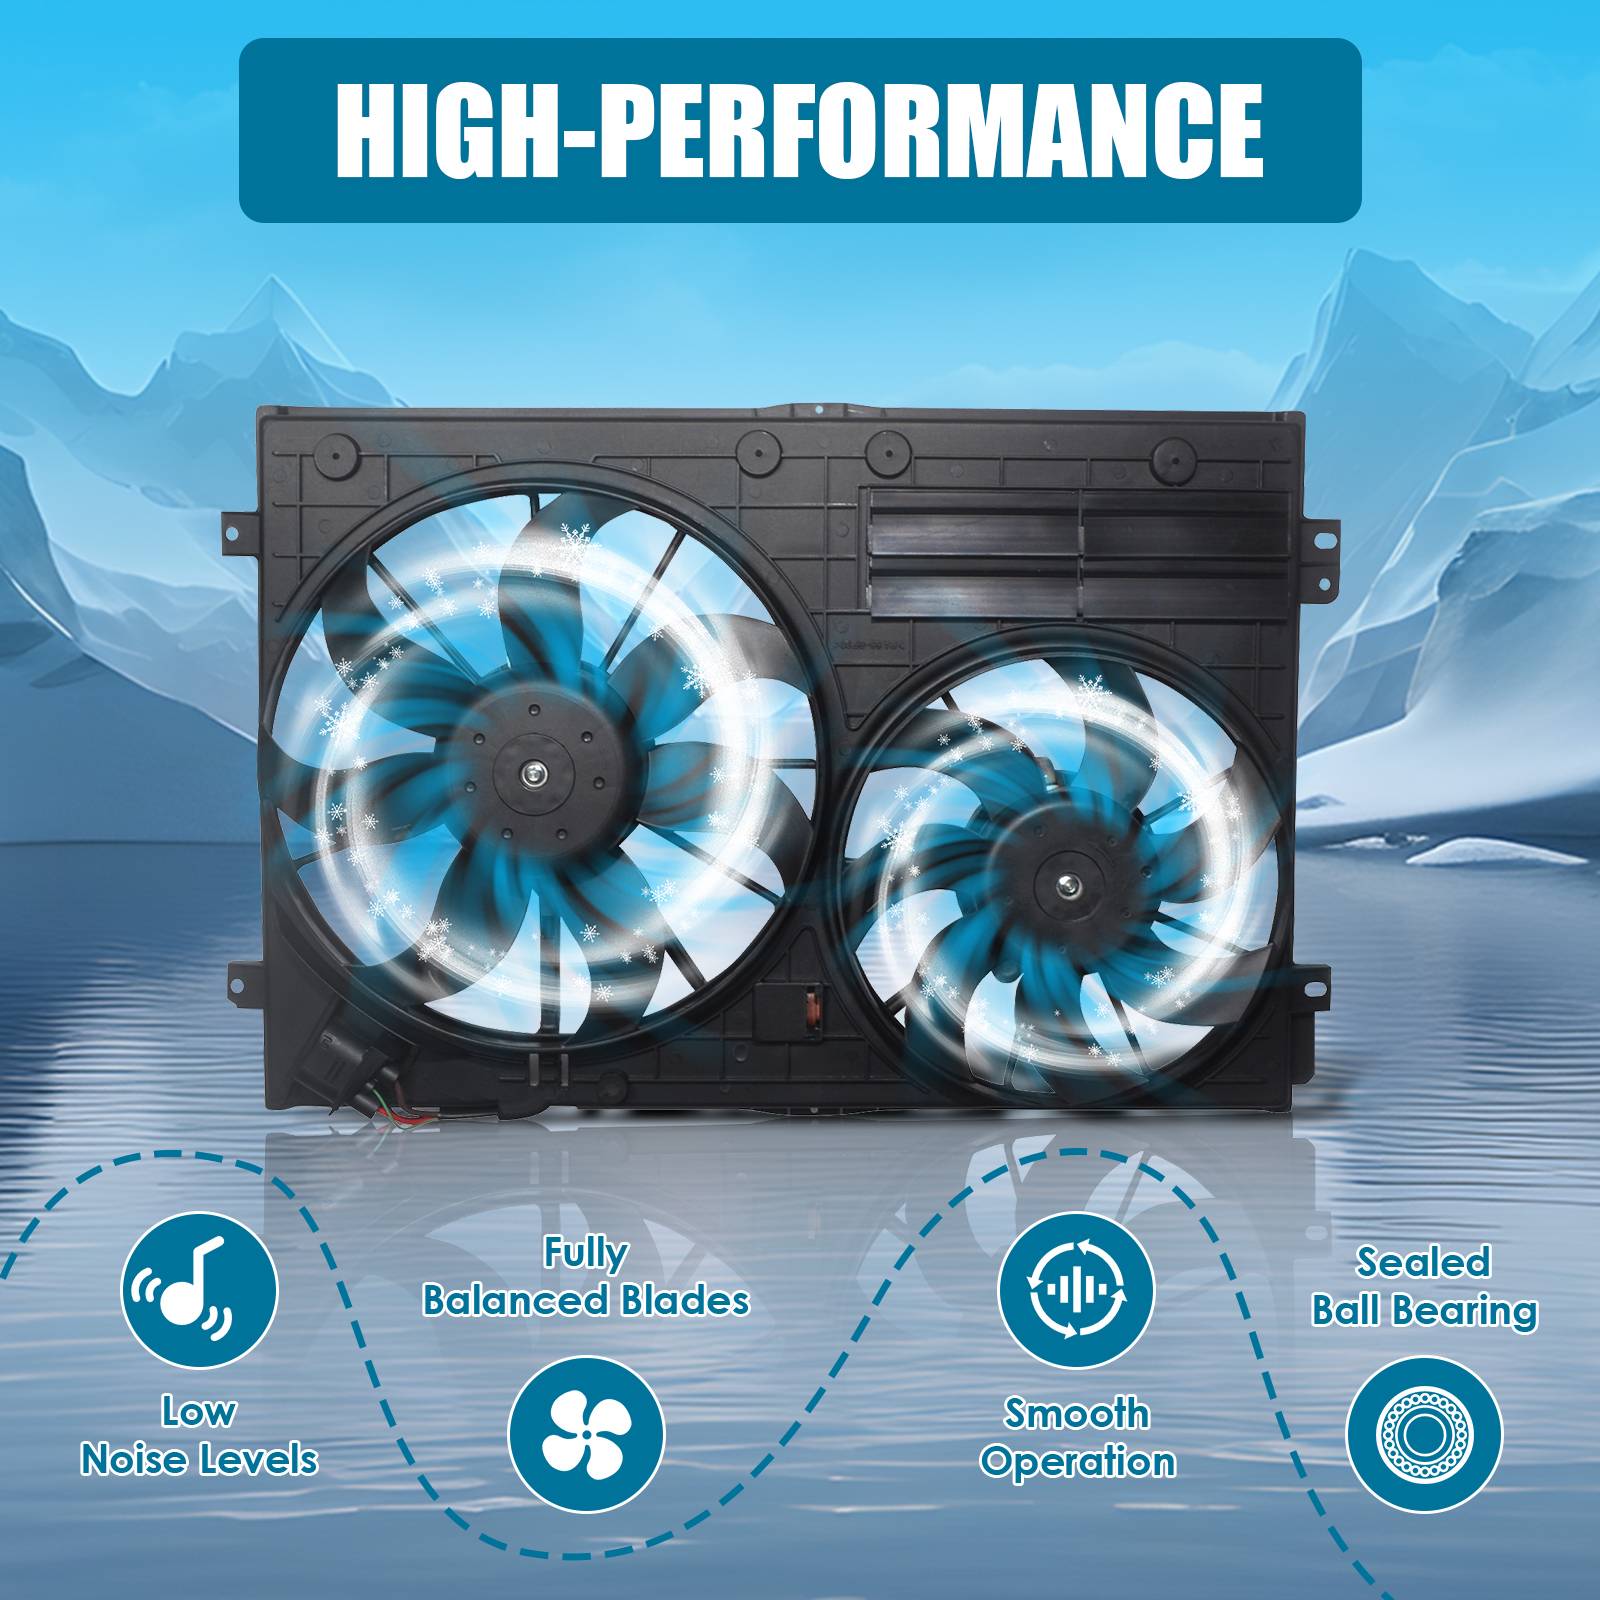 HIGH-PERFORMANCE
Low
Noise Levels
Fully
Balanced Blades
Smooth
Operation
Sealed
Ball Bearing